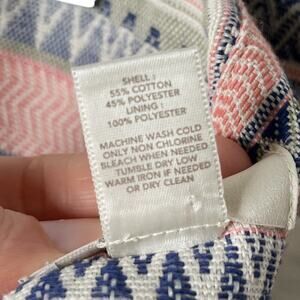 SHELL :
55% COTTON
45% POLYESTER
LINING :
100% POLYESTER
MACHINE WASH COLD
ONLY NON CHLORINE
BLEACH WHEN NEEDED
TUMBLE DRY LOW
WARM IRON IF NEEDED
OR DRY CLEAN